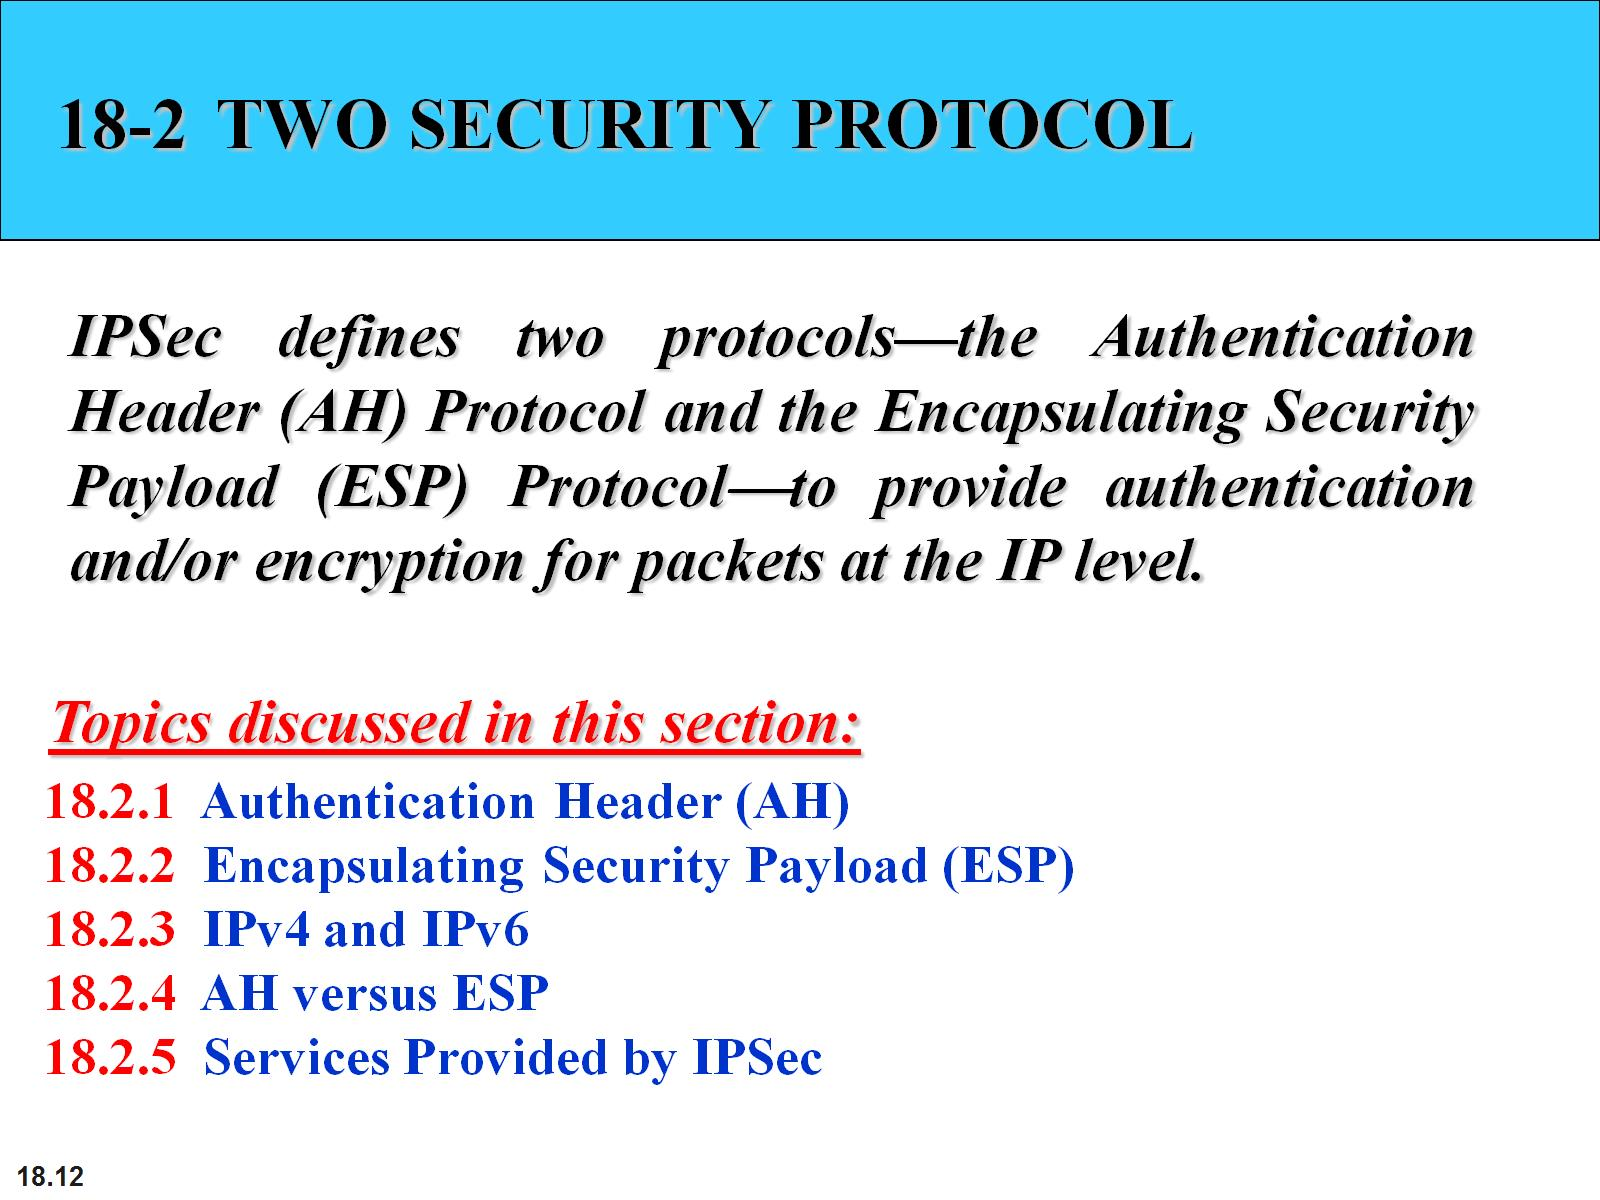 18-2 TWO SECURITY PROTOCOL
IPSec defines two protocols—the Authentication
Header (AH) Protocol and the Encapsulating Security
Payload (ESP) Protocol—to provide authentication
and/or encryption for packets at the IP level.
Topics discussed in this section:
18.2.1 Authentication Header (AH)
18.2.2 Encapsulating Security Payload (ESP)
18.2.3 IPv4 and IPv6
18.2.4 AH versus ESP
18.2.5 Services Provided by IPSec
18.12